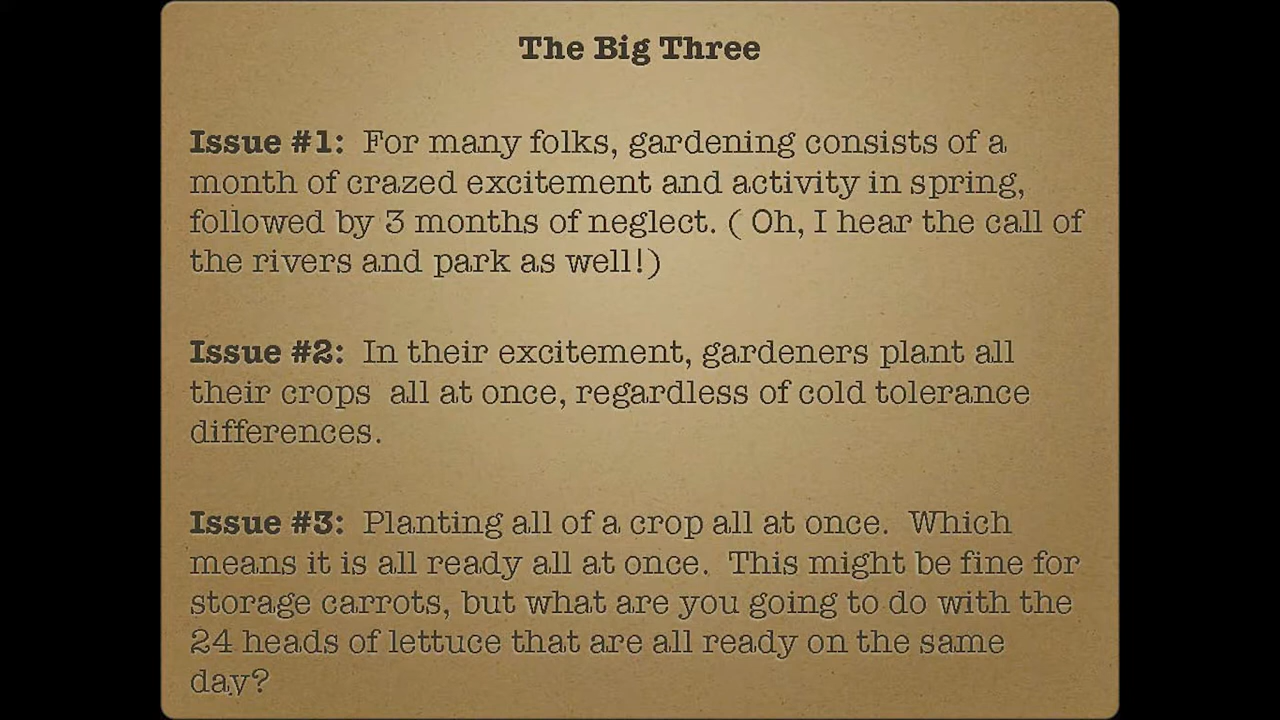 The Big Three
Issue #1:  For many folks, gardening consists of a
month of crazed excitement and activity in spring,
followed by 3 months of neglect. ( Oh, I hear the call of
the rivers and park as well!)
Issue #2:  In their excitement, gardeners plant all
their crops  all at once, regardless of cold tolerance
differences.
Issue #3:  Planting all of a crop all at once.  Which
means it is all ready all at once.  This might be fine for
storage carrots, but what are you going to do with the
24 heads of lettuce that are all ready on the same
day?